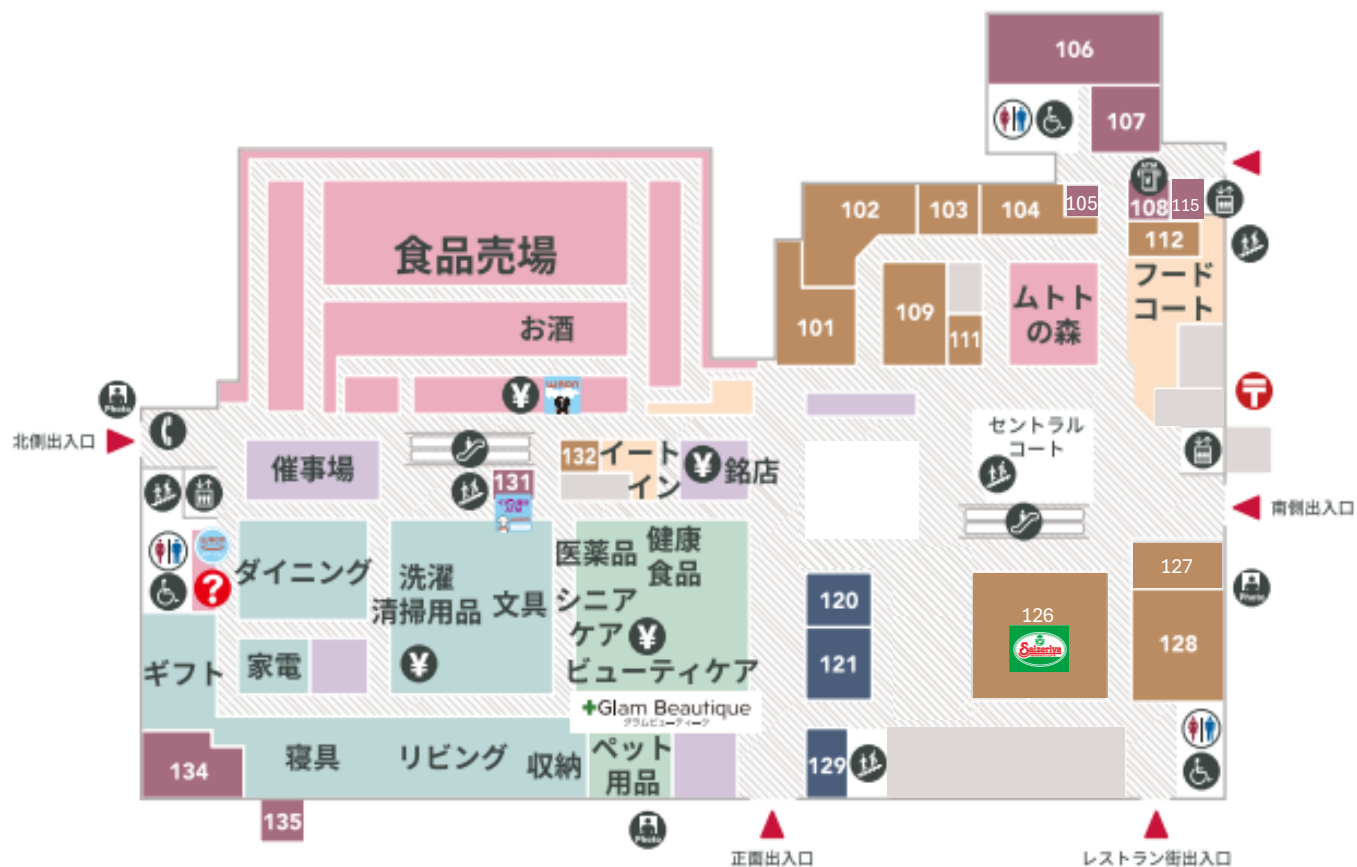 106
107
ATM
105
108
115
102
103
104
112
フード
コート
食品売場
お酒
101
109
111
ムトト
の森
Photo
北側出入口
セントラル
コート
催事場
131
132
イート
イン
銘店
南側出入口
ダイニング
洗濯
清掃用品
文具
医薬品
健康
食品
シニア
ケア
ビューティケア
Glam Beautique
グラムビューティーク
120
121
126
Saizeriya
127
128
Photo
ギフト
家電
134
寝具
リビング
収納
ペット
用品
129
135
Photo
正面出入口
レストラン街出入口